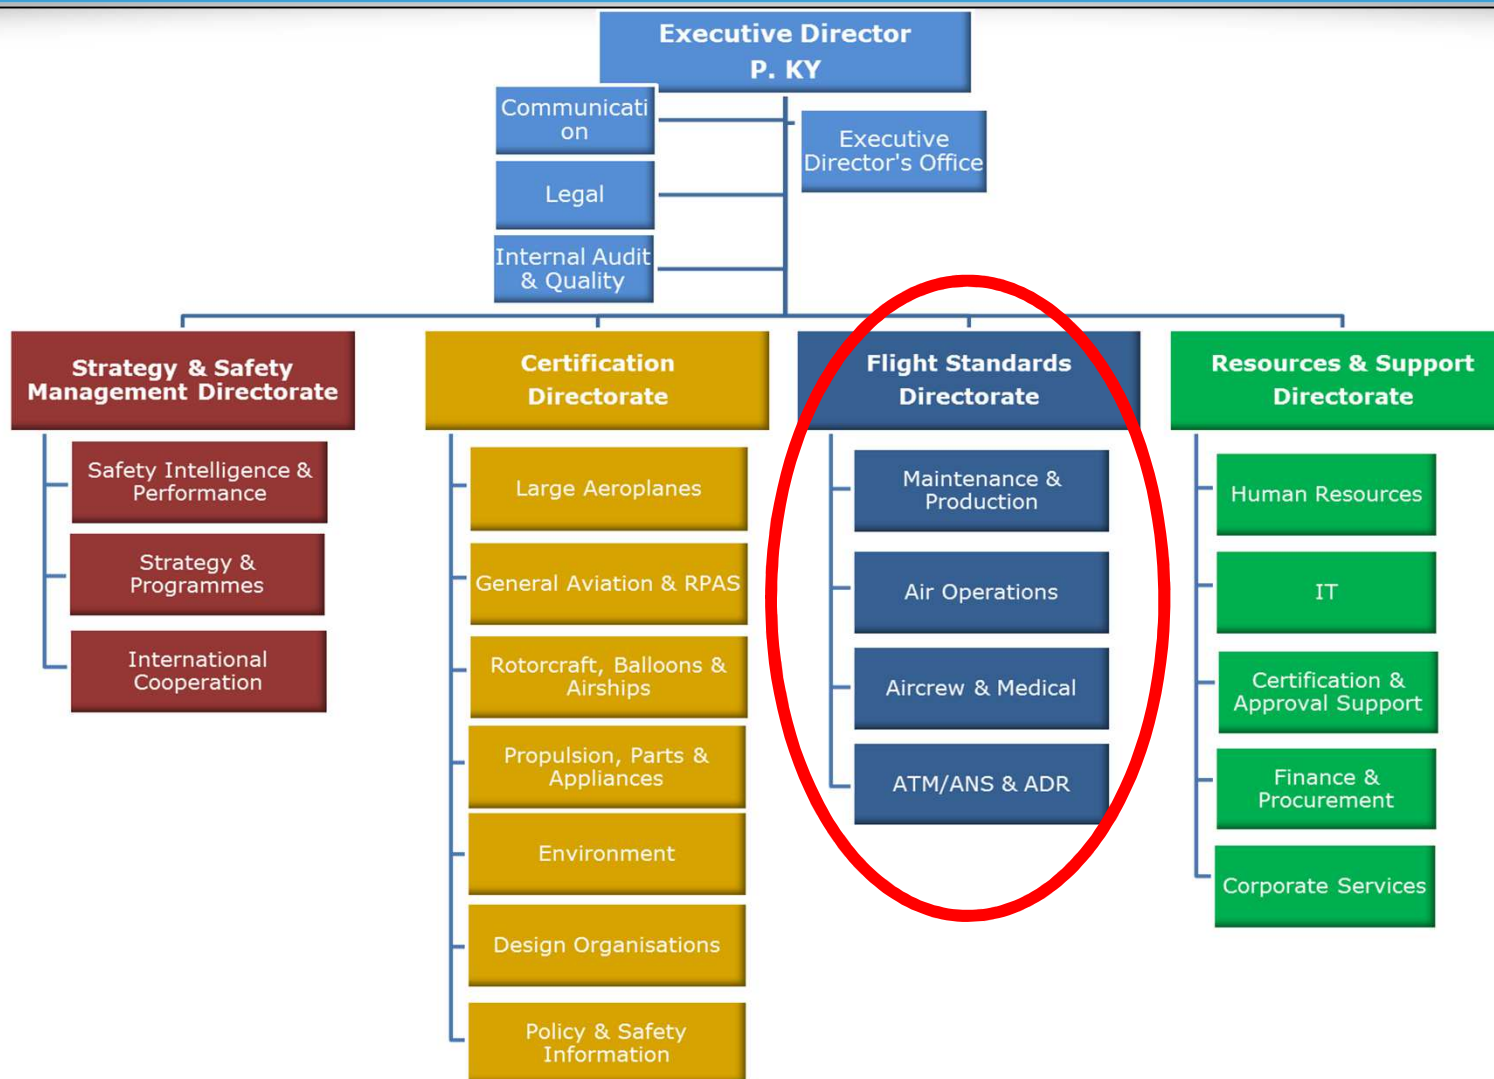 Executive Director
P. KY
Communicati
on
Executive
Director's Office
Legal
Internal Audit
& Quality
Strategy & Safety
Management Directorate
Safety Intelligence &
Performance
Strategy &
Programmes
International
Cooperation
Certification
Directorate
Large Aeroplanes
General Aviation & RPAS
Rotorcraft, Balloons &
Airships
Propulsion, Parts &
Appliances
Environment
Design Organisations
Policy & Safety
Information
Flight Standards
Directorate
Maintenance &
Production
Air Operations
Aircrew & Medical
ATM/ANS & ADR
Resources & Support
Directorate
Human Resources
IT
Certification &
Approval Support
Finance &
Procurement
Corporate Services